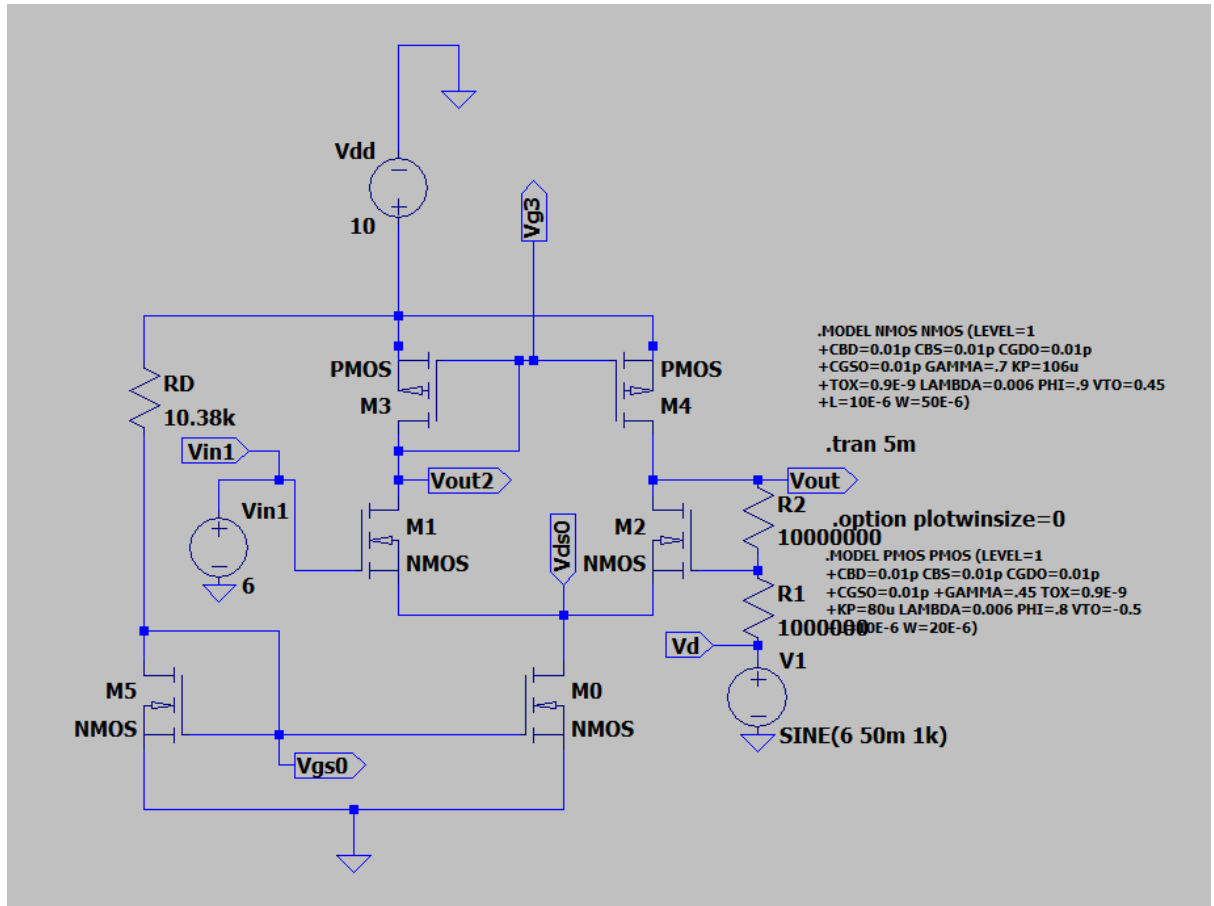 Vdd
10
Vg3
.MODEL NMOS NMOS (LEVEL=1
+CBD=0.01p CBS=0.01p CGDO=0.01p
+CGSO=0.01p GAMMA=.7 KP=106u
+TOX=0.9E-9 LAMBDA=0.006 PHI=.9 VTO=0.45
+L=10E-6 W=50E-6)
PMOS
M3
PMOS
M4
RD
10.38k
.tran 5m
Vin1
Vout2
Vout
Vin1
6
M1
NMOS
Vds0
M2
NMOS
R2
10000000
.option plotwinsize=0
.MODEL PMOS PMOS (LEVEL=1
+CBD=0.01p CBS=0.01p CGDO=0.01p
+CGSO=0.01p +GAMMA=.45 TOX=0.9E-9
+KP=80u LAMBDA=0.006 PHI=.8 VTO=-0.5
R1
1000000
W=20E-6)
Vd
V1
SINE(6 50m 1k)
M5
NMOS
M0
NMOS
Vgs0